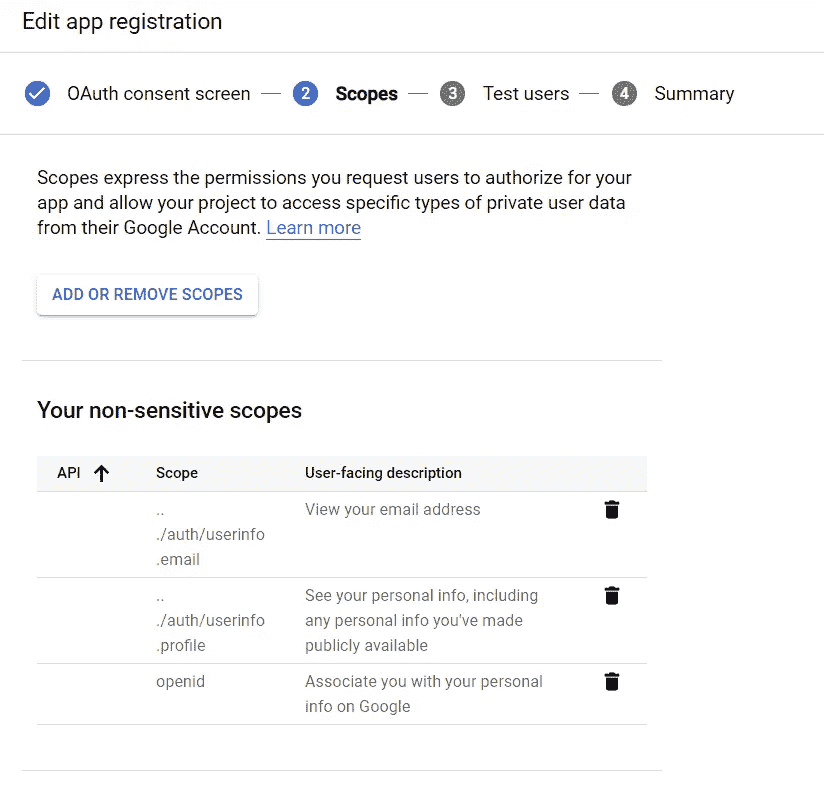 Edit app registration
OAuth consent screen — 2 Scopes — 3 Test users — 4 Summary
Scopes express the permissions you request users to authorize for your
app and allow your project to access specific types of private user data
from their Google Account. Learn more
ADD OR REMOVE SCOPES
Your non-sensitive scopes
API Scope User-facing description
.. View your email address
./auth/userinfo
.email
.. See your personal info, including
./auth/userinfo any personal info you've made
.profile publicly available
openid Associate you with your personal
info on Google